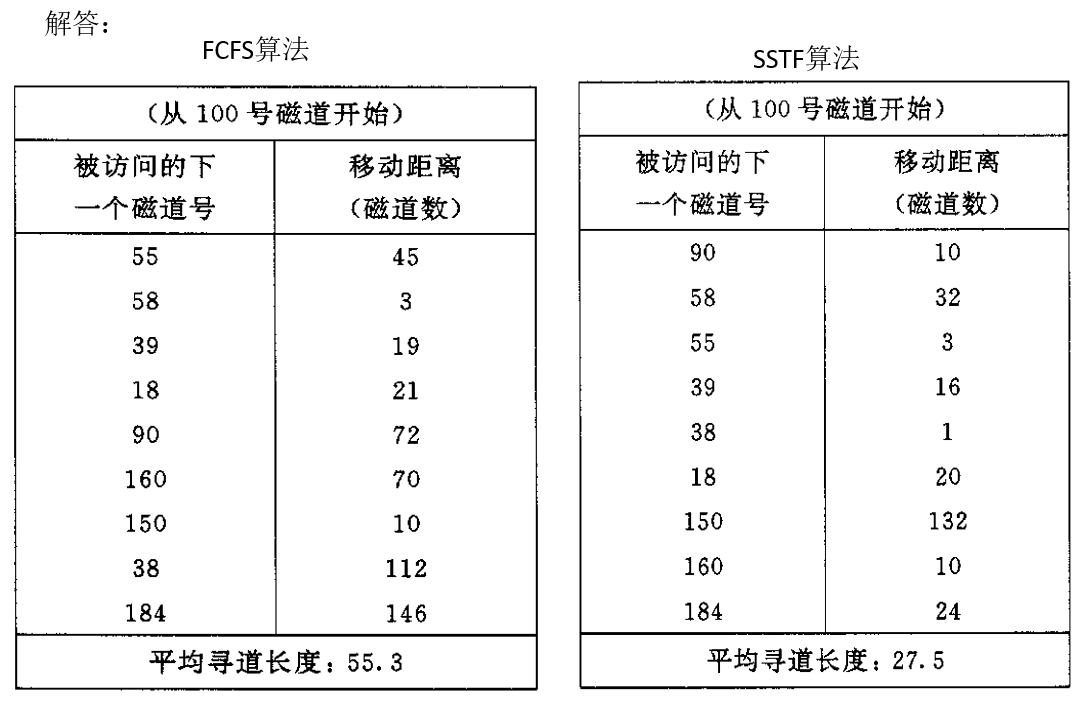 解答：
FCFS算法
（从 100 号磁道开始）
被访问的下 移动距离
一个磁道号 （磁道数）
55 45
58 3
39 19
18 21
90 72
160 70
150 10
38 112
184 146
平均寻道长度：55.3
SSTF算法
（从 100 号磁道开始）
被访问的下 移动距离
一个磁道号 （磁道数）
90 10
58 32
55 3
39 16
38 1
18 20
150 132
160 10
184 24
平均寻道长度：27.5